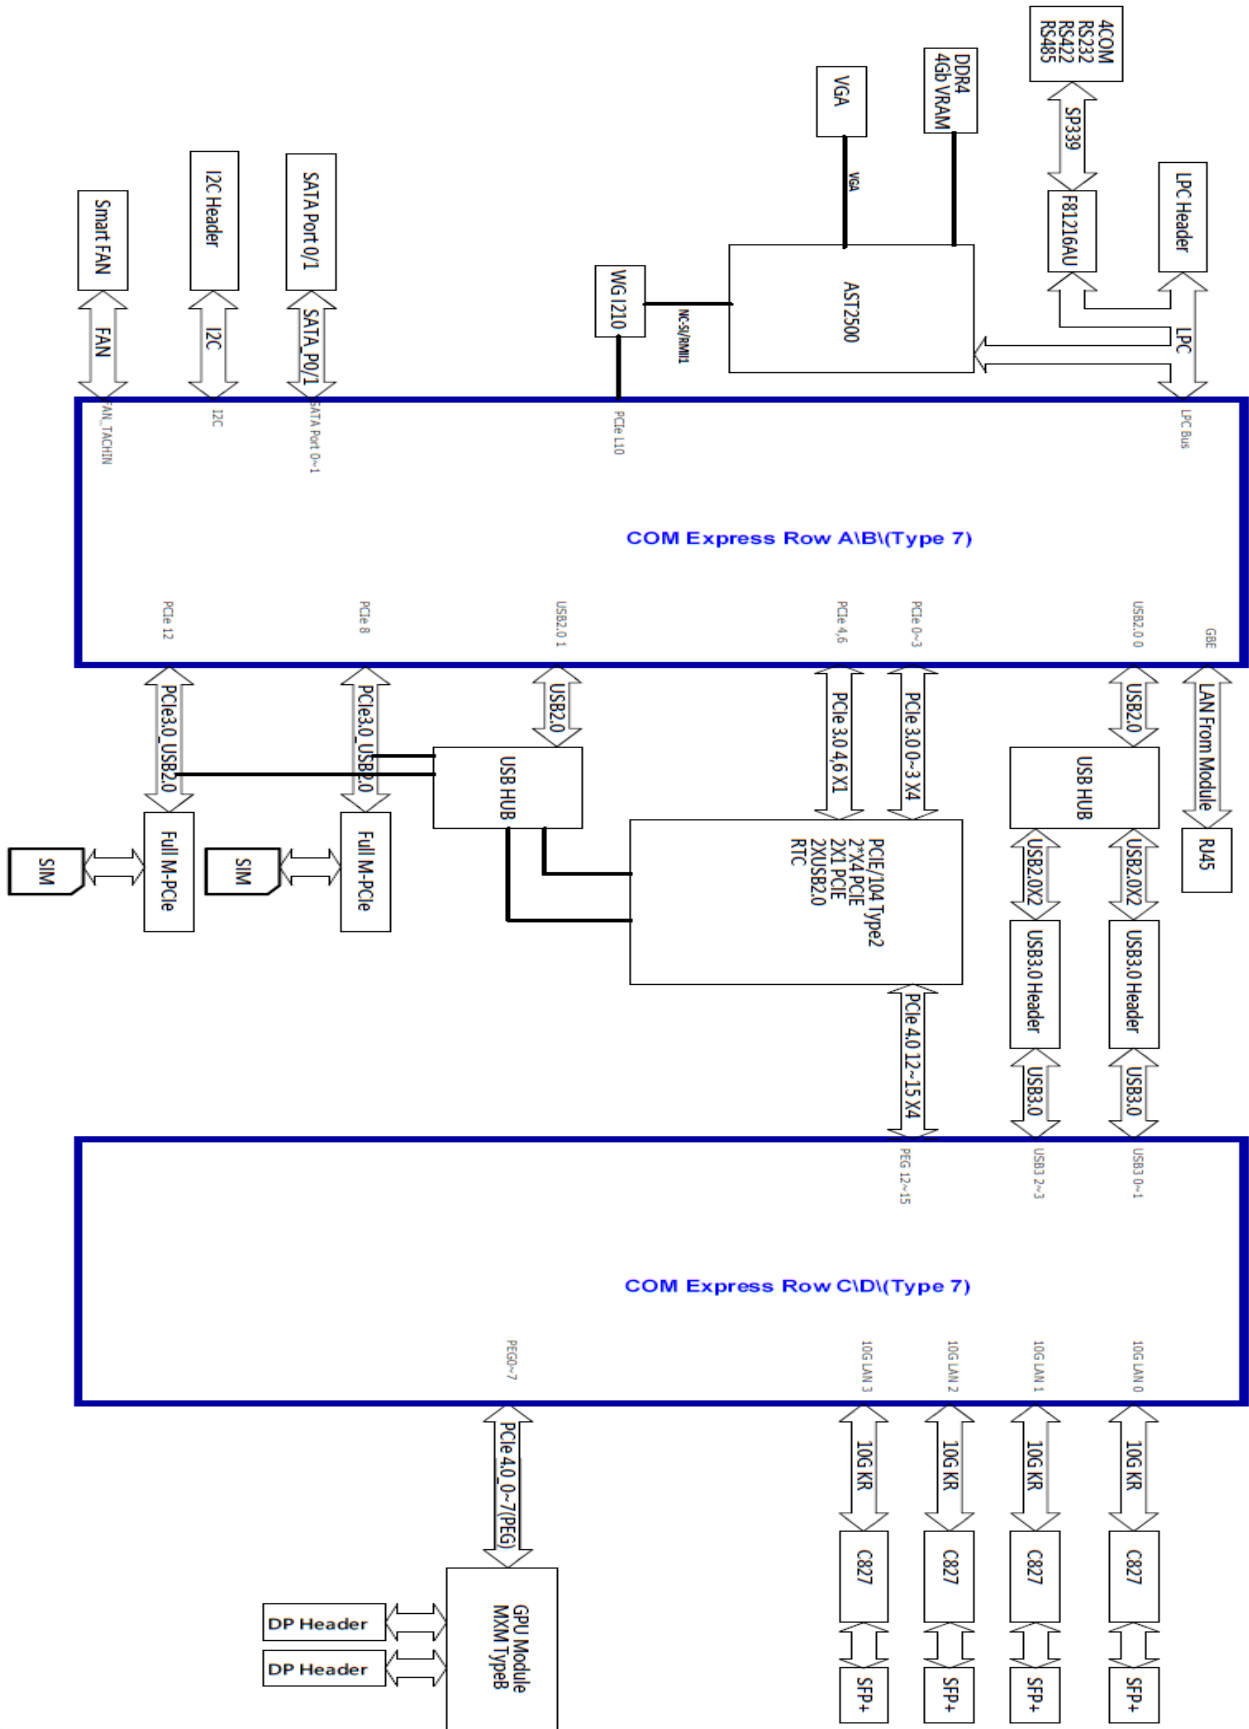 4COM
RS232
RS422
RS485
DDR4
4Gb VRAM
VGA
SP339
LPC Header
F81216AU
VGA
SATA Port 0/1
I2C Header
Smart FAN
WG I210
NC-SI/RMII1
AST2500
LPC
SATA_P0/1
I2C
FAN
FAN_TACHIN
I2C
SATA Port 0~1
PCIe L10
LPC Bus
COM Express Row A\B\(Type 7)
PCIe 12
PCIe 8
USB2.0 1
PCIe 4,6
PCIe 0~3
USB2.0 0
GBE
PCIe3.0_USB2.0
PCIe3.0_USB2.0
USB2.0
PCIe 3.0 4,6 X1
PCIe 3.0 0~3 X4
USB2.0
LAN From Module
USB HUB
USB HUB
SIM
Full M-PCIe
SIM
Full M-PCIe
PCIE/104 Type2
2*X4 PCIE
2X1 PCIE
2XUSB2.0
RTC
USB2.0X2
USB2.0X2
RJ45
USB3.0 Header
USB3.0 Header
PCIe 4.0 12~15 X4
USB3.0
USB3.0
PEG 12~15
USB3 2~3
USB3 0~1
COM Express Row C\D\(Type 7)
PEG0~7
10G LAN 3
10G LAN 2
10G LAN 1
10G LAN 0
PCIe 4.0_0~7(PEG)
10G KR
10G KR
10G KR
10G KR
C827
C827
C827
C827
DP Header
DP Header
GPU Module
MXM TypeB
SFP+
SFP+
SFP+
SFP+